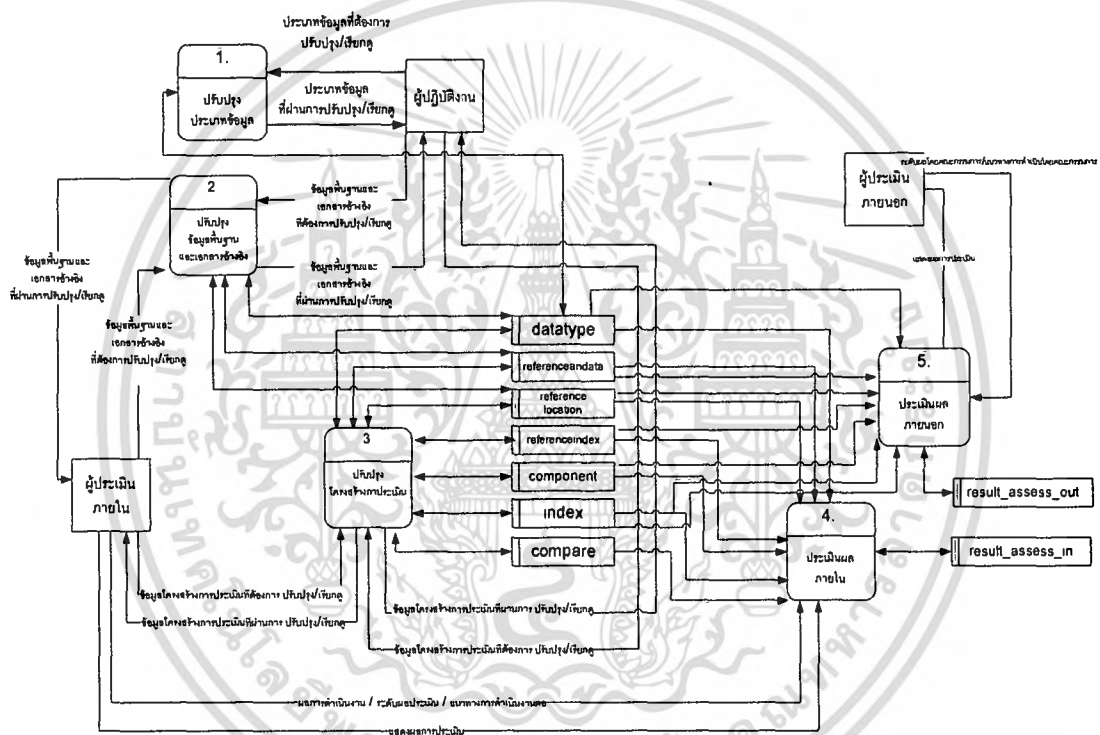 ประเภทข้อมูลที่ต้องการ
ปรับปรุง/เรียกดู
1.
ปรับปรุง
ประเภทข้อมูล
ประเภทข้อมูล
ที่ผ่านการปรับปรุง/เรียกดู
ผู้ปฏิบัติงาน
2
ปรับปรุง
ข้อมูลพื้นฐาน
และเอกสารอ้างอิง
ข้อมูลพื้นฐานและ
เอกสารอ้างอิง
ที่ต้องการปรับปรุง/เรียกดู
ข้อมูลพื้นฐานและ
เอกสารอ้างอิง
ที่ผ่านการปรับปรุง/เรียกดู
ผู้ประเมิน
ภายนอก
แสดงผลการประเมิน
ข้อมูลพื้นฐานและ
เอกสารอ้างอิง
ที่ผ่านการปรับปรุง/เรียกดู
ข้อมูลพื้นฐานและ
เอกสารอ้างอิง
ที่ต้องการปรับปรุง/เรียกดู
datatype
referenceandata
reference
location
referenceindex
component
index
compare
3
ปรับปรุง
โครงสร้างการประเมิน
5.
ประเมินผล
ภายนอก
4.
ประเมินผล
ภายใน
result_assess_out
result_assess_in
ผู้ประเมิน
ภายใน
ข้อมูลโครงสร้างการประเมินที่ต้องการ ปรับปรุง/เรียกดู
ข้อมูลโครงสร้างการประเมินที่ผ่านการ ปรับปรุง/เรียกดู
ข้อมูลโครงสร้างการประเมินที่ผ่านการ ปรับปรุง/เรียกดู
ข้อมูลโครงสร้างการประเมินที่ต้องการ ปรับปรุง/เรียกดู
ผลการดำเนินงาน / ระดับผลประเมิน / แนวทางการดำเนินงานต่อ
แสดงผลการประเมิน